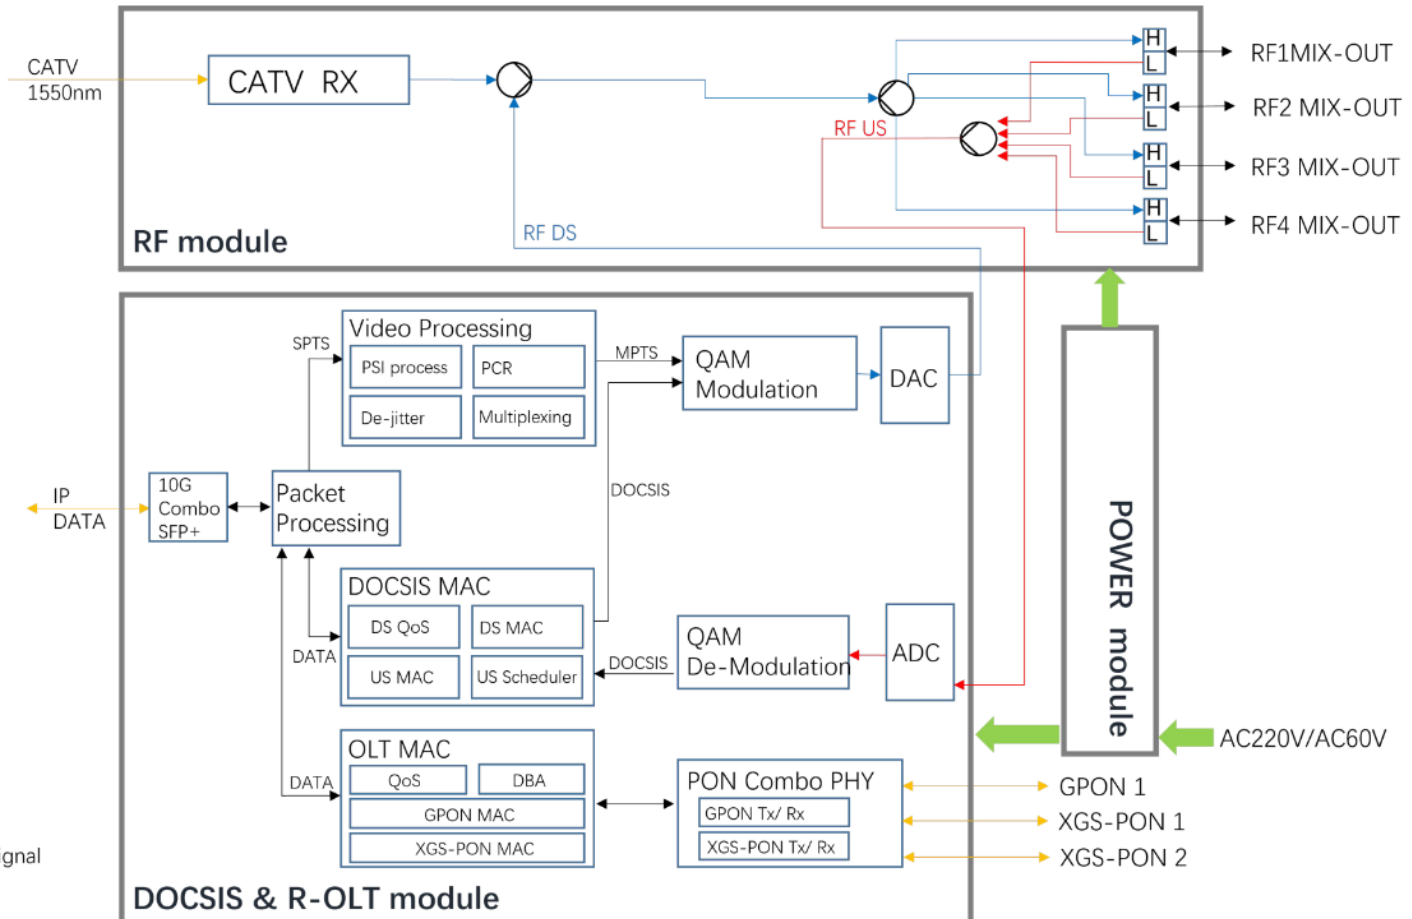 CATV
1550nm
CATV RX
RF US
RF DS
H
L
H
L
H
L
H
L
RF1MIX-OUT
RF2 MIX-OUT
RF3 MIX-OUT
RF4 MIX-OUT
RF module
Video Processing
PSI process
PCR
De-jitter
Multiplexing
SPTS
MPTS
QAM
Modulation
DAC
IP
DATA
10G
Combo
SFP+
Packet
Processing
DOCSIS
DOCSIS MAC
DS QoS
DS MAC
US MAC
US Scheduler
DATA
DOCSIS
QAM
De-Modulation
ADC
POWER module
AC220V/AC60V
OLT MAC
QoS
DBA
GPON MAC
XGS-PON MAC
DATA
PON Combo PHY
GPON Tx/ Rx
XGS-PON Tx/ Rx
GPON 1
XGS-PON 1
XGS-PON 2
ignal
DOCSIS & R-OLT module